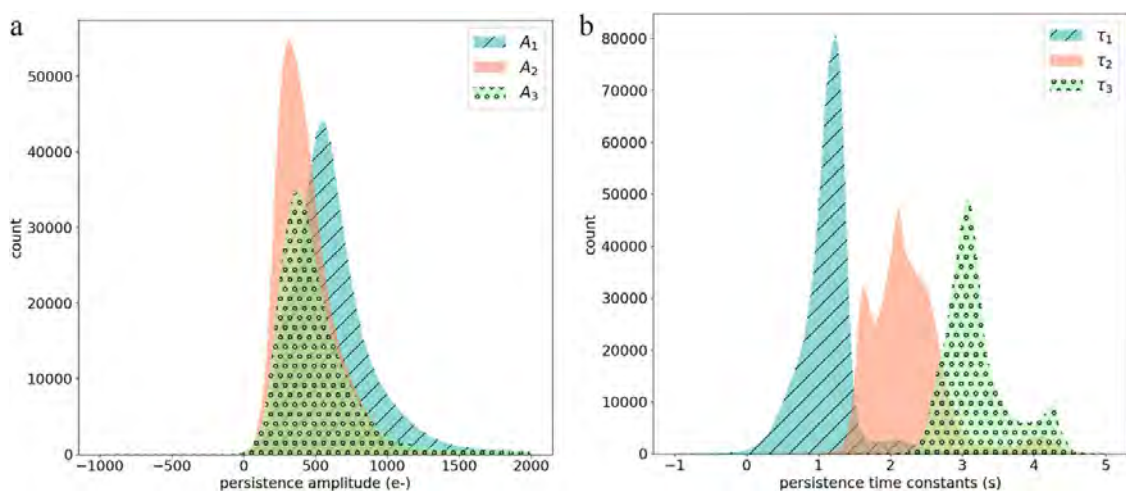 a
A₁
A₂
A₃
50000
40000
30000
20000
10000
0
count
-1000
-500
0
500
1000
1500
2000
persistence amplitude (e-)
b
τ₁
τ₂
τ₃
80000
70000
60000
50000
40000
30000
20000
10000
0
count
-1
0
1
2
3
4
5
persistence time constants (s)